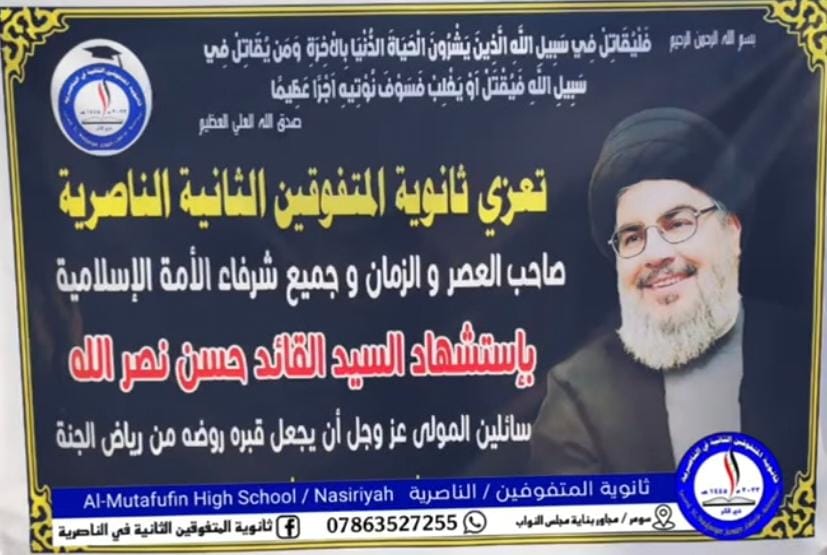 بسم الله الرحمن الرحيم
فَلْيُقَاتِلْ فِي سَبِيلِ اللَّهِ الَّذِينَ يَشْرُونَ الْحَيَاةَ الدُّنْيَا بِالْآخِرَةِ وَمَن يُقَاتِلْ فِي
سَبِيلِ اللَّهِ فَيُقْتَلْ أَوْ يَغْلِبْ فَسَوْفَ نُؤْتِيهِ أَجْرًا عَظِيمًا
صدق الله العلي العظيم
تعزي ثانوية المتفوقين الثانية الناصرية
صاحب العصر و الزمان و جميع شرفاء الأمة الإسلامية
بإستشهاد السيد القائد حسن نصر الله
سائلين المولى عز وجل أن يجعل قبره روضه من رياض الجنة
ثانوية المتفوقين / الناصرية Al-Mutafufin High School / Nasiriyah
سومر / مجاور بناية مجلس النواب 07863527255 ثانوية المتفوقين الثانية في الناصرية